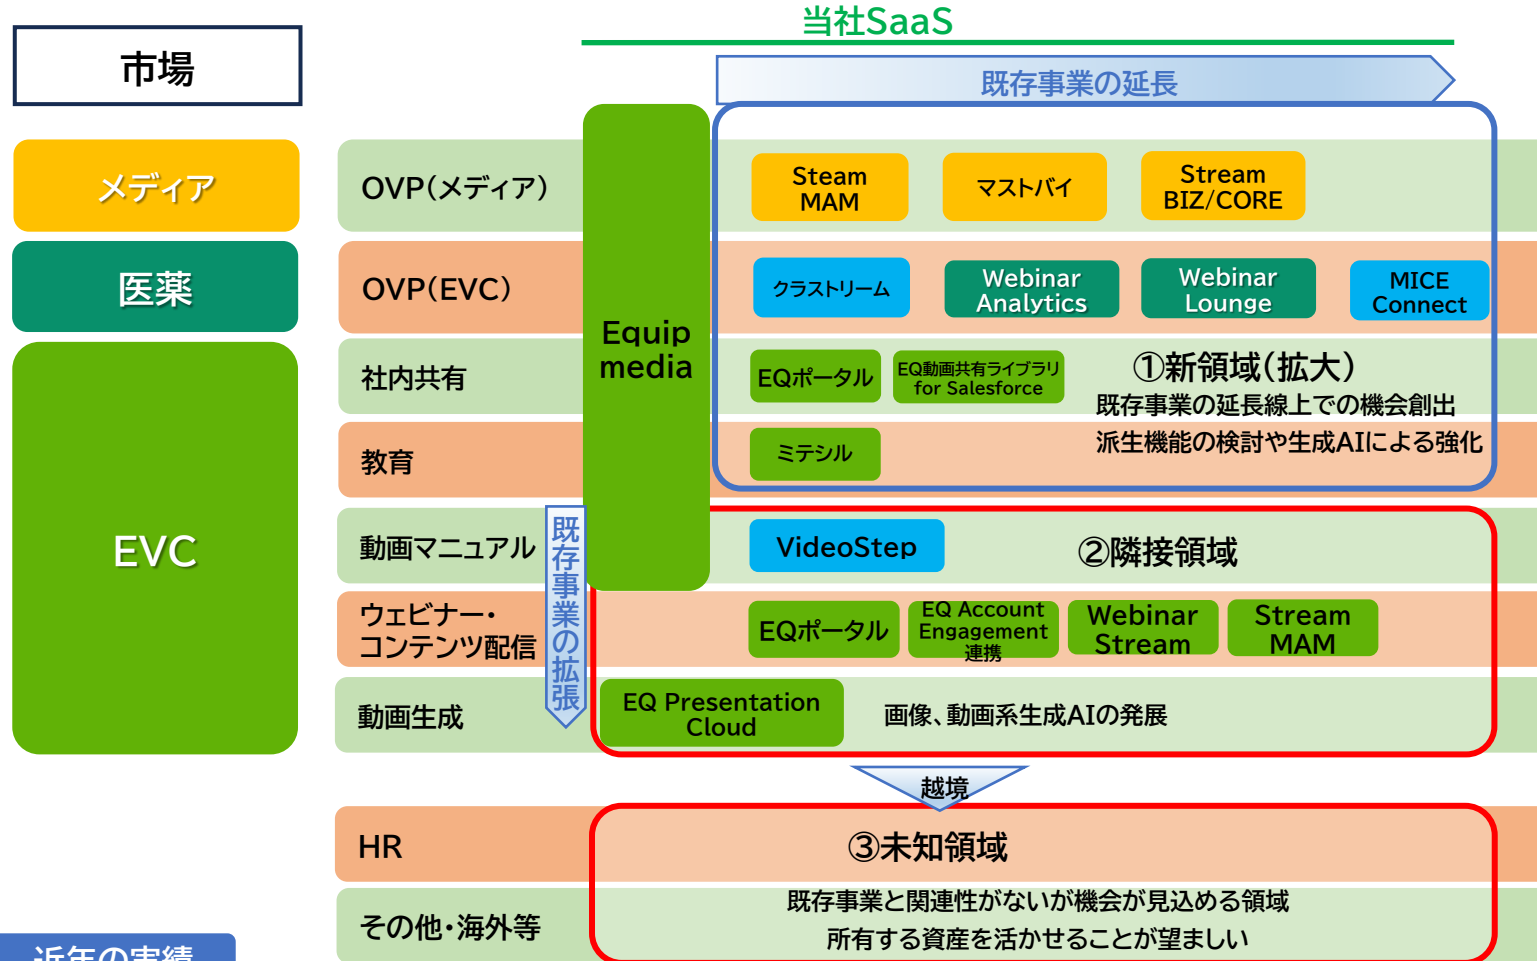 当社SaaS
市場
既存事業の延長
メディア
OVP(メディア)
Steam
MAM
マストバイ
Stream
BIZ/CORE
医薬
OVP(EVC)
クラストリーム
Webinar
Analytics
Webinar
Lounge
MICE
Connect
Equip
media
EVC
社内共有
EQポータル
EQ動画共有ライブラリ
for Salesforce
①新領域(拡大)
既存事業の延長線上での機会創出
派生機能の検討や生成AIによる強化
教育
ミテシル
既存事業の拡張
動画マニュアル
VideoStep
②隣接領域
ウェビナー・
コンテンツ配信
EQポータル
EQ Account
Engagement
連携
Webinar
Stream
Stream
MAM
動画生成
EQ Presentation
Cloud
画像、動画系生成AIの発展
越境
HR
③未知領域
その他・海外等
既存事業と関連性がないが機会が見込める領域
所有する資産を活かせることが望ましい
近年の実績